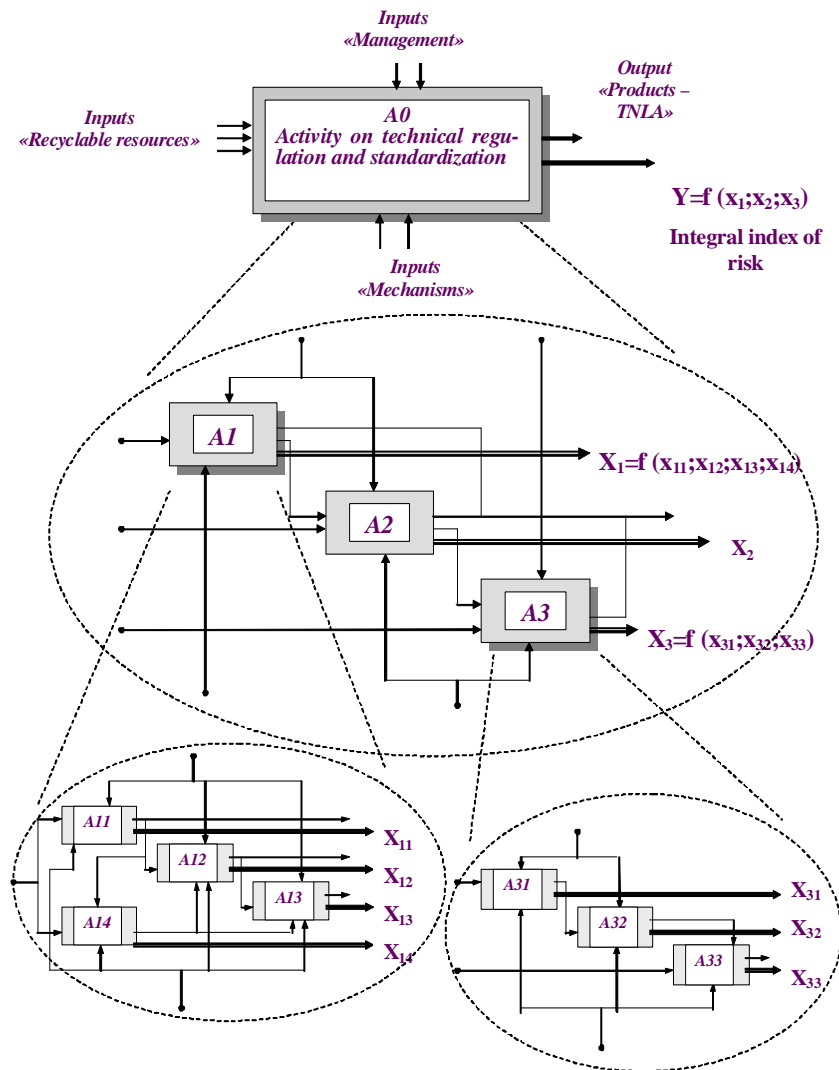 Inputs
«Management»
Output
«Products –
TNLA»
Inputs
«Recyclable resources»
A0
Activity on technical regu-
lation and standardization
Y=f (x₁;x₂;x₃)
Integral index of
risk
Inputs
«Mechanisms»
A1
X₁=f (x₁₁;x₁₂;x₁₃;x₁₄)
A2
X₂
A3
X₃=f (x₃₁;x₃₂;x₃₃)
A11
X₁₁
A12
X₁₂
A13
X₁₃
A14
X₁₄
A31
X₃₁
A32
X₃₂
A33
X₃₃